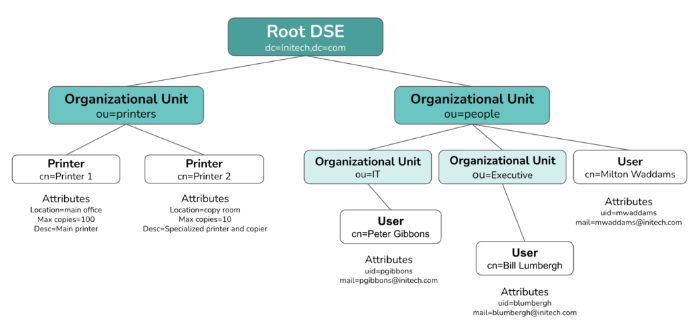 Root DSE
dc=Initech,dc=com
Organizational Unit
ou=printers
Organizational Unit
ou=people
Printer
cn=Printer 1
Printer
cn=Printer 2
Organizational Unit
ou=IT
Organizational Unit
ou=Executive
User
cn=Milton Waddams
Attributes
Location=main office
Max copies=100
Desc=Main printer
Attributes
Location=copy room
Max copies=10
Desc=Specialized printer and copier
Attributes
uid=mwaddams
mail=mwaddams@initech.com
User
cn=Peter Gibbons
Attributes
uid=pgibbons
mail=pgibbons@initech.com
User
cn=Bill Lumbergh
Attributes
uid=blumbergh
mail=blumbergh@initech.com